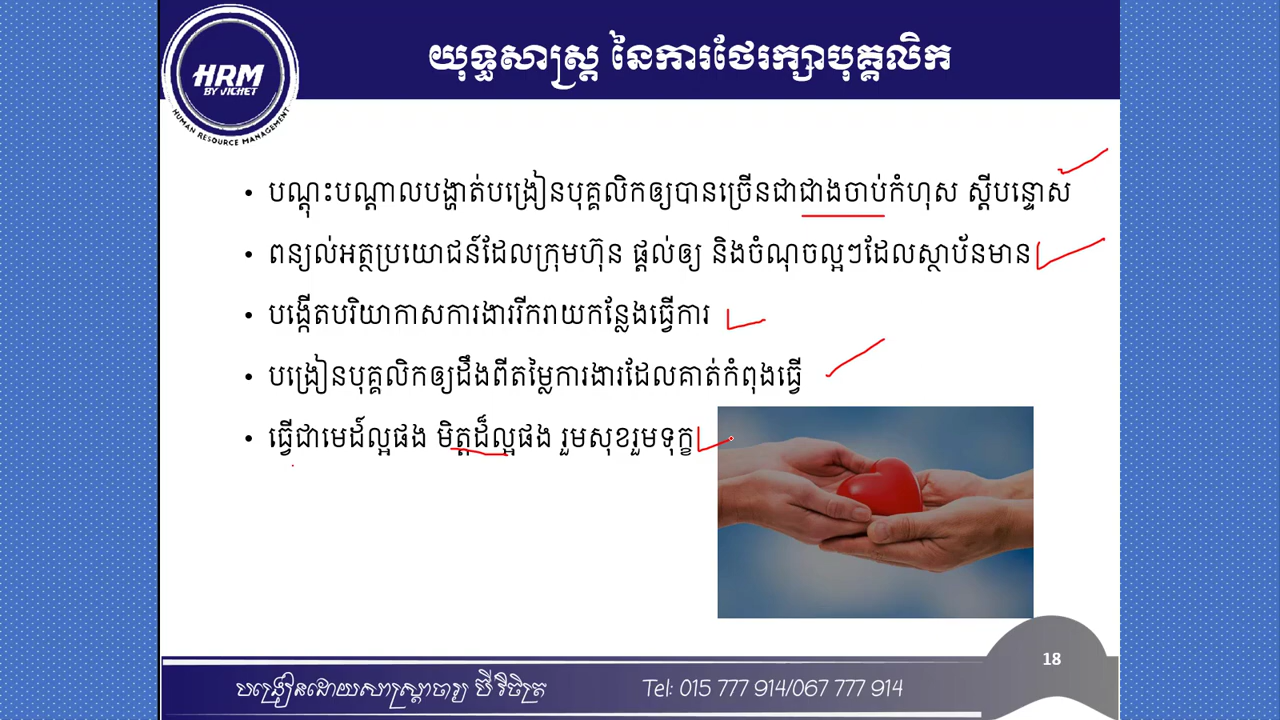 HRM
BY VICHET
HUMAN RESOURCE MANAGEMENT
យុទ្ធសាស្ត្រ នៃការថែរក្សាបុគ្គលិក
• បណ្តុះបណ្តាលបង្ហាត់បង្រៀនបុគ្គលិកឲ្យបានច្រើនជាជាងចាប់កំហុស ស្តីបន្ទោស
• ពន្យល់អត្ថប្រយោជន៍ដែលក្រុមហ៊ុន ផ្តល់ឲ្យ និងចំណុចល្អៗដែលស្ថាប័នមាន
• បង្កើតបរិយាកាសការងាររីករាយកន្លែងធ្វើការ
• បង្រៀនបុគ្គលិកឲ្យដឹងពីតម្លៃការងារដែលគាត់កំពុងធ្វើ
• ធ្វើជាមេដ៍ល្អផង មិត្តដ៏ល្អផង រួមសុខរួមទុក្ខ
18
បង្រៀនដោយសាស្ត្រាចារ្យ ប៊ី វិចិត្រ
Tel: 015 777 914/067 777 914